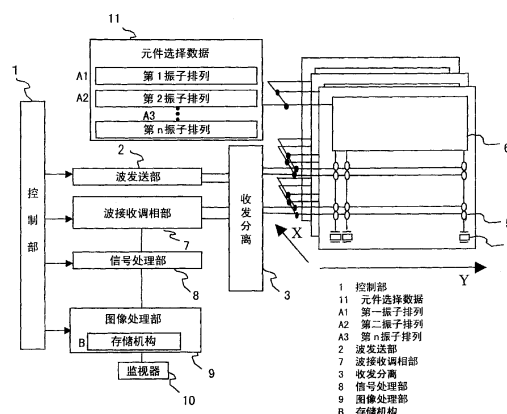 11
元件选择数据
A1 第1振子排列
A2 第2振子排列
A3
第n振子排列
1
控制部
2
波发送部
波接收调相部
7
信号处理部
8
图像处理部
B 存储机构
9
监视器
10
收发分离
3
6
X
Y
1 控制部
11 元件选择数据
A1 第一振子排列
A2 第二振子排列
A3 第n振子排列
2 波发送部
7 波接收调相部
3 收发分离
8 信号处理部
9 图像处理部
B 存储机构